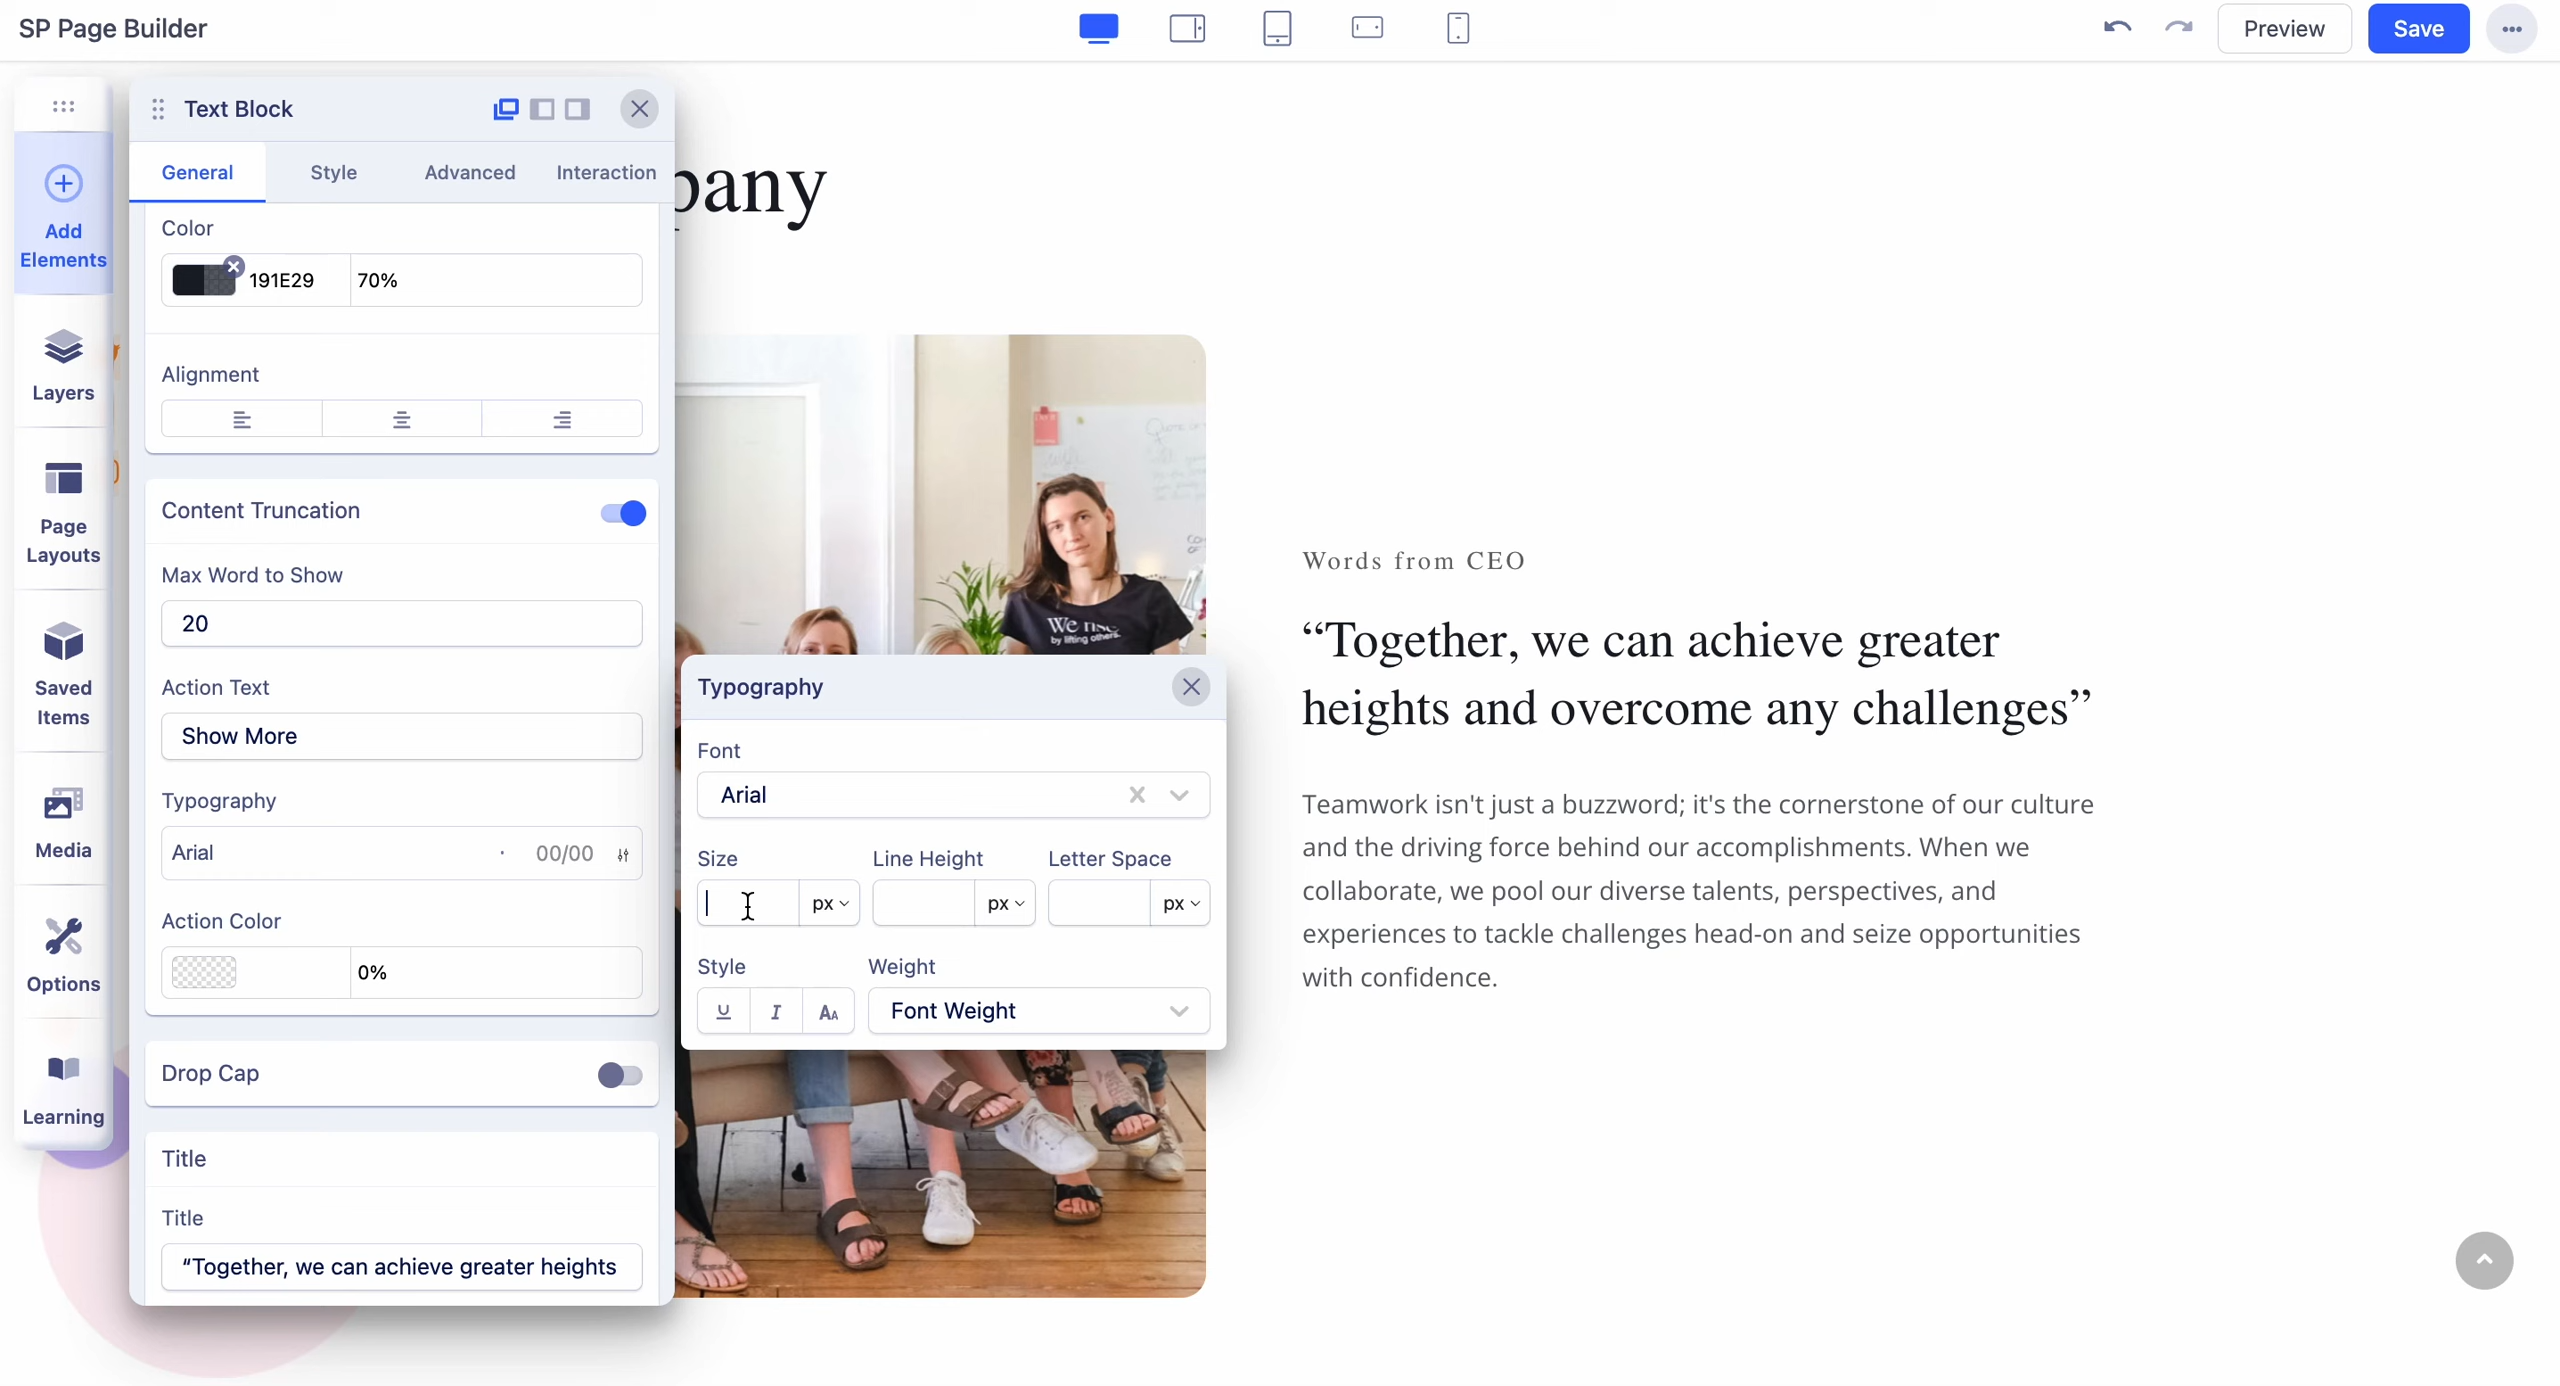 SP Page Builder
Preview
Save
Add
Elements
Layers
Page
Layouts
Saved
Items
Media
Options
Learning
Text Block
General
Style
Advanced
Interaction
Color
191E29
70%
Alignment
Content Truncation
Max Word to Show
20
Action Text
Show More
Typography
Arial
00/00
Action Color
0%
Drop Cap
Title
Title
“Together, we can achieve greater heights
pany
We rise
by lifting others.
Typography
Font
Arial
Size
Line Height
Letter Space
px
px
px
Style
Weight
U
I
AA
Font Weight
Words from CEO
“Together, we can achieve greater
heights and overcome any challenges”
Teamwork isn't just a buzzword; it's the cornerstone of our culture
and the driving force behind our accomplishments. When we
collaborate, we pool our diverse talents, perspectives, and
experiences to tackle challenges head-on and seize opportunities
with confidence.